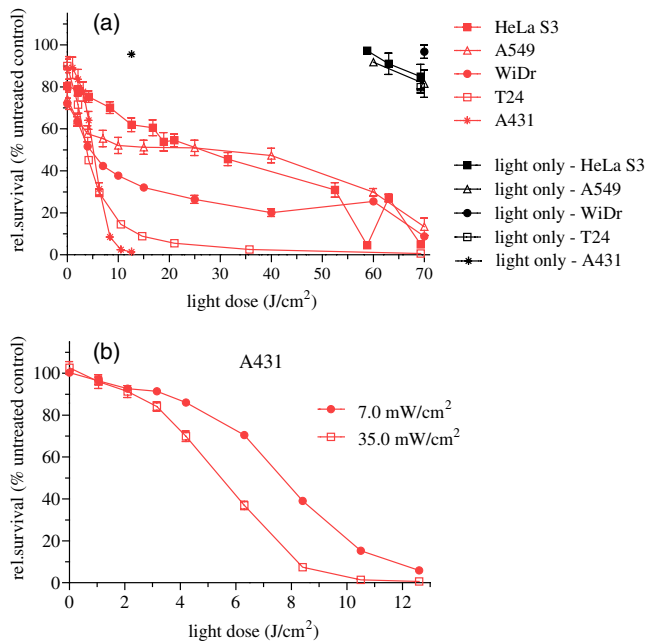 (a)
HeLa S3
A549
WiDr
T24
A431
light only - HeLa S3
light only - A549
light only - WiDr
light only - T24
light only - A431
rel.survival (% untreated control)
100
80
60
40
20
0
0 10 20 30 40 50 60 70
light dose (J/cm²)
(b)
A431
7.0 mW/cm²
35.0 mW/cm²
rel.survival (% untreated control)
100
80
60
40
20
0
0 2 4 6 8 10 12
light dose (J/cm²)